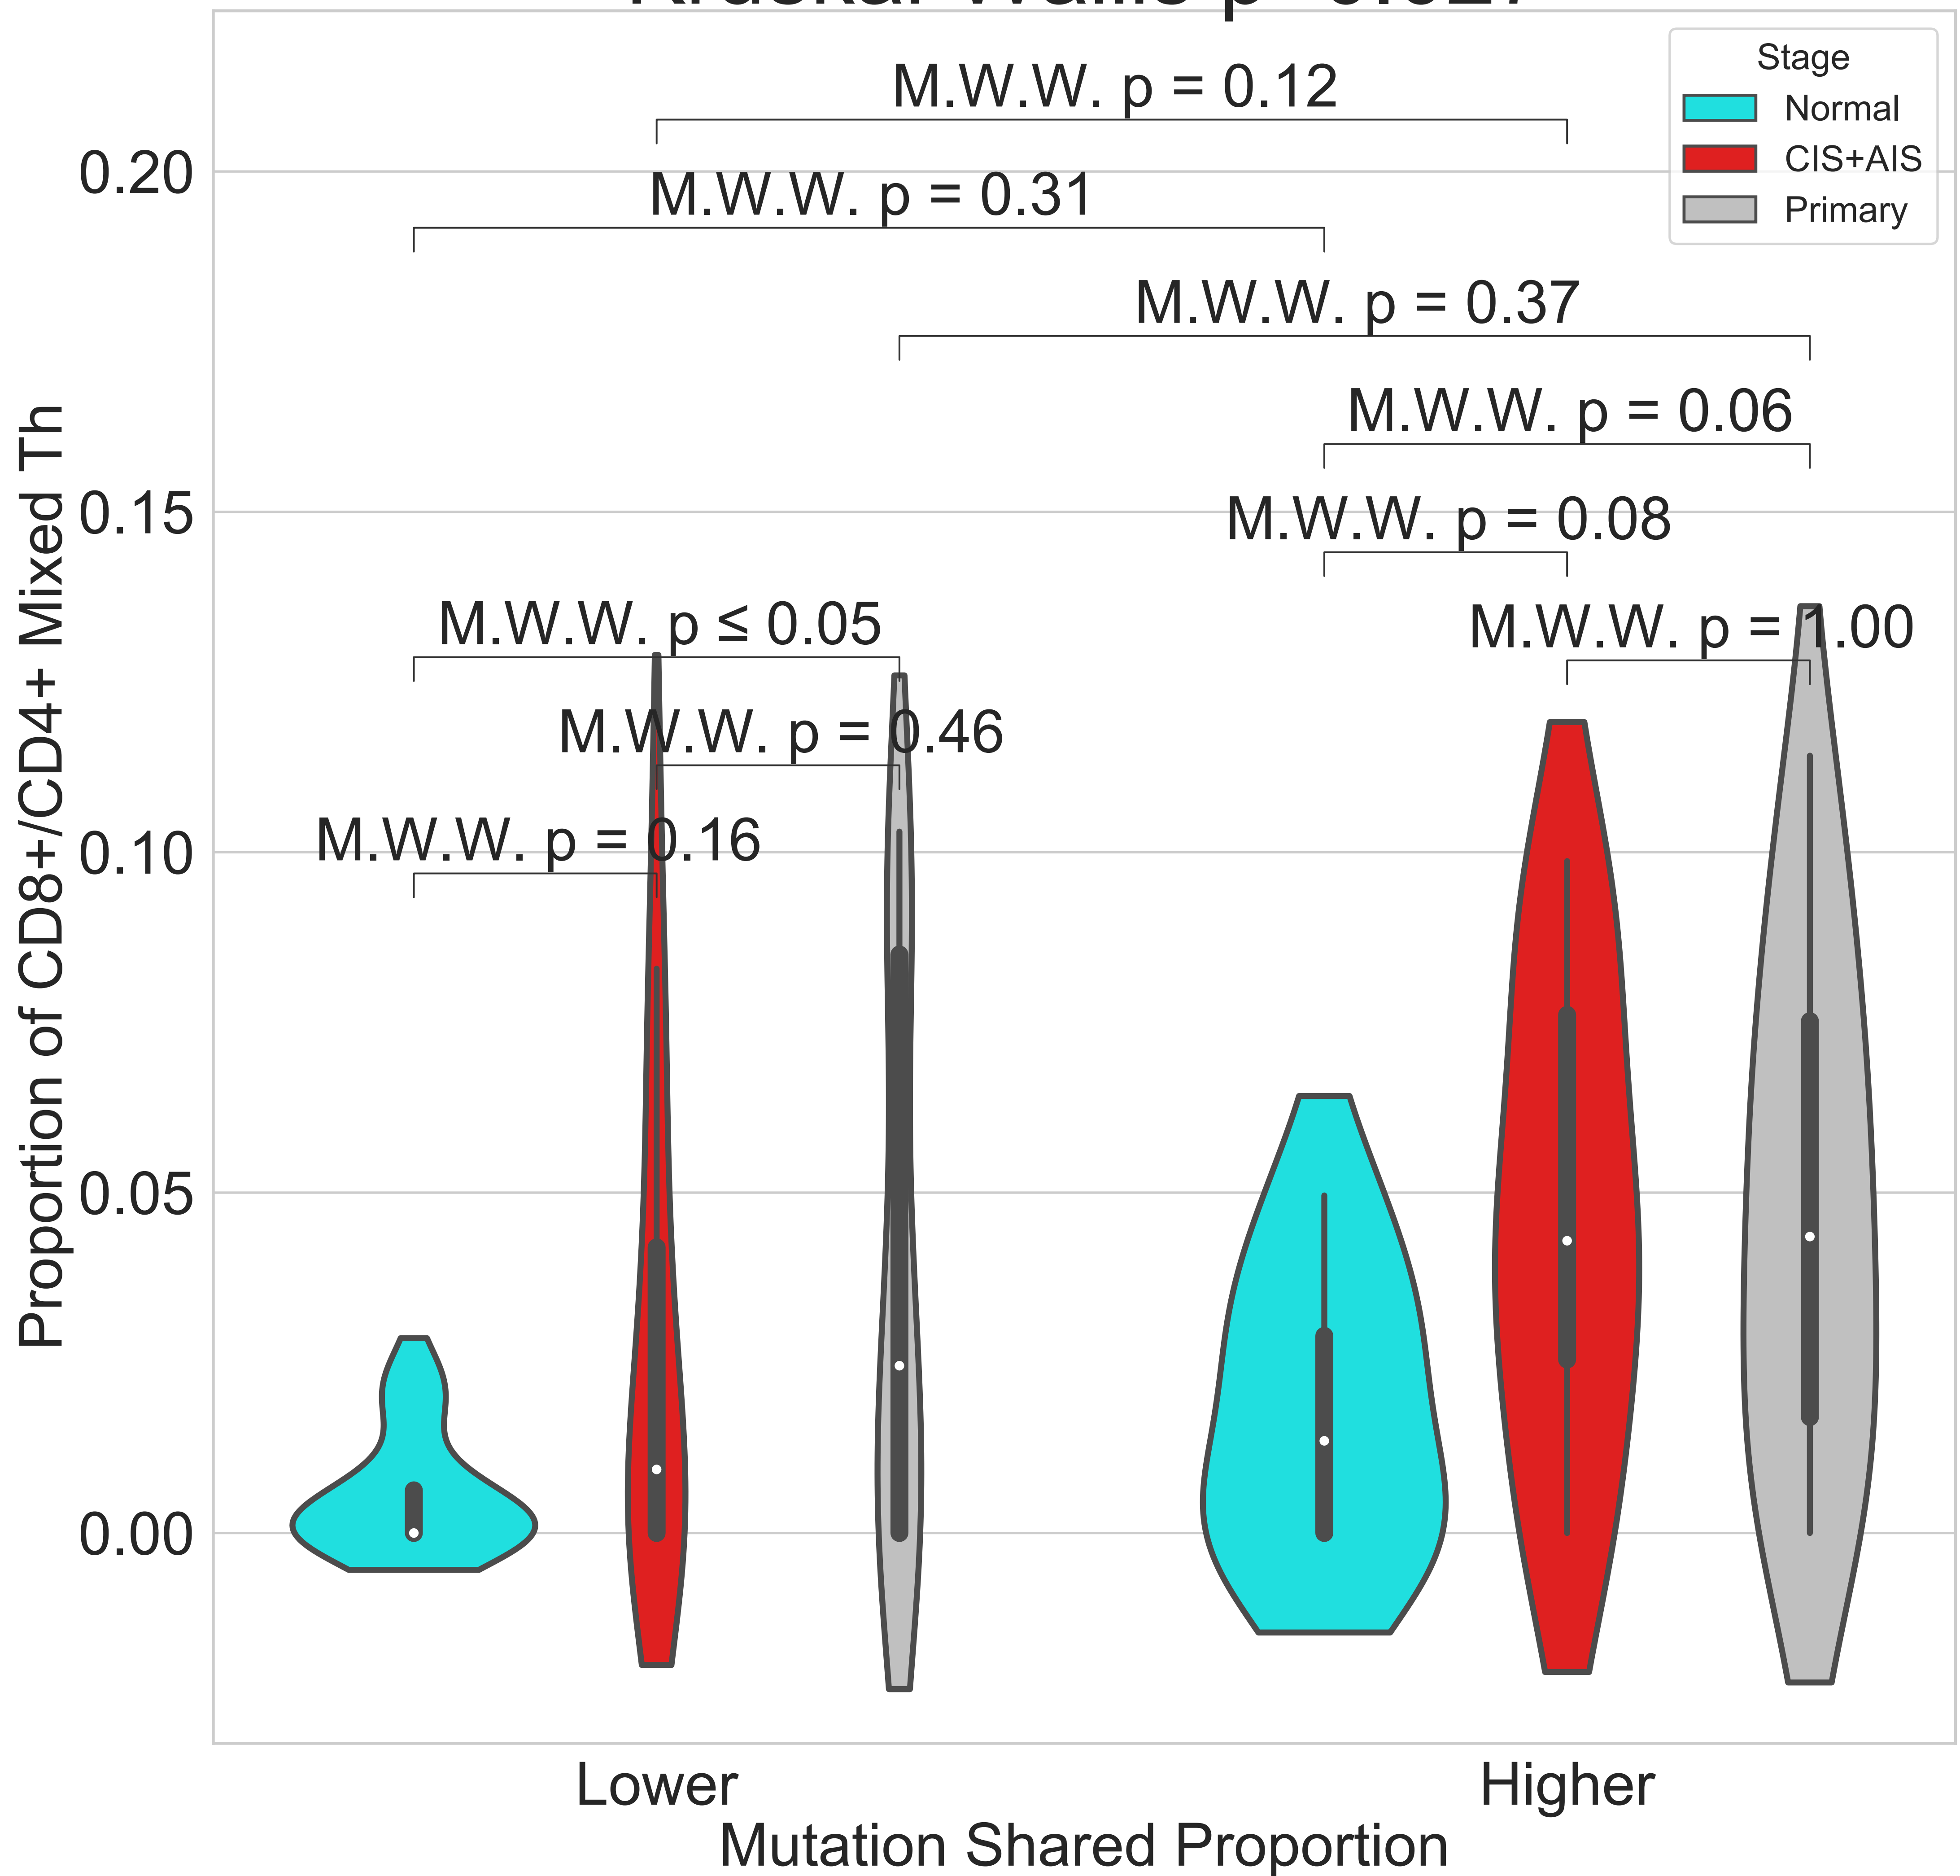 M.W.W. p = 0.12
Stage
Normal
CIS+AIS
Primary
0.20
M.W.W. p = 0.31
M.W.W. p = 0.37
M.W.W. p = 0.06
0.15
M.W.W. p = 0.08
M.W.W. p ≤ 0.05
M.W.W. p = 1.00
M.W.W. p = 0.46
0.10
M.W.W. p = 0.16
0.05
0.00
Proportion of CD8+/CD4+ Mixed Th
Lower
Higher
Mutation Shared Proportion